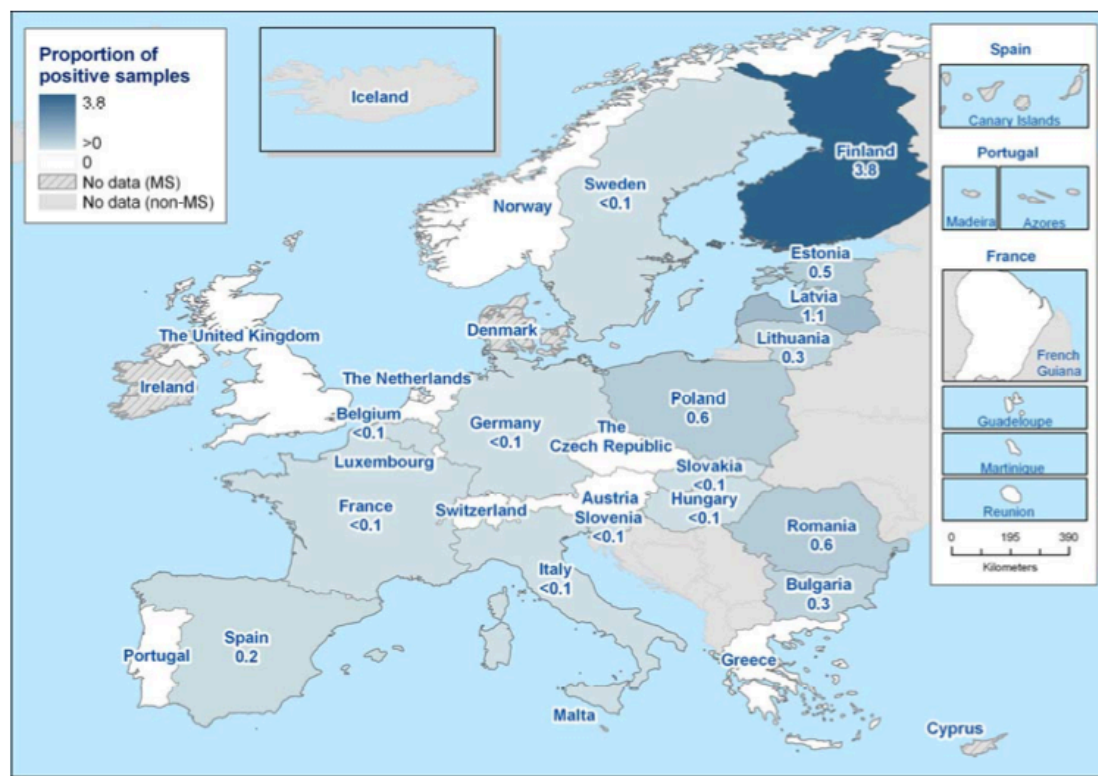 Proportion of
positive samples
3.8
>0
0
No data (MS)
No data (non-MS)
Iceland
Spain
Canary Islands
Portugal
Madeira
Azores
France
French
Guiana
Guadeloupe
Martinique
Reunion
0 195 390
Kilometers
Finland
3.8
Sweden
<0.1
Norway
Estonia
0.5
Latvia
1.1
Lithuania
0.3
Denmark
The United Kingdom
Ireland
The Netherlands
Belgium
<0.1
Luxembourg
Germany
<0.1
Poland
0.6
The
Czech Republic
Slovakia
<0.1
Hungary
<0.1
Austria
Slovenia
<0.1
Switzerland
France
<0.1
Romania
0.6
Bulgaria
0.3
Italy
<0.1
Spain
0.2
Portugal
Greece
Malta
Cyprus